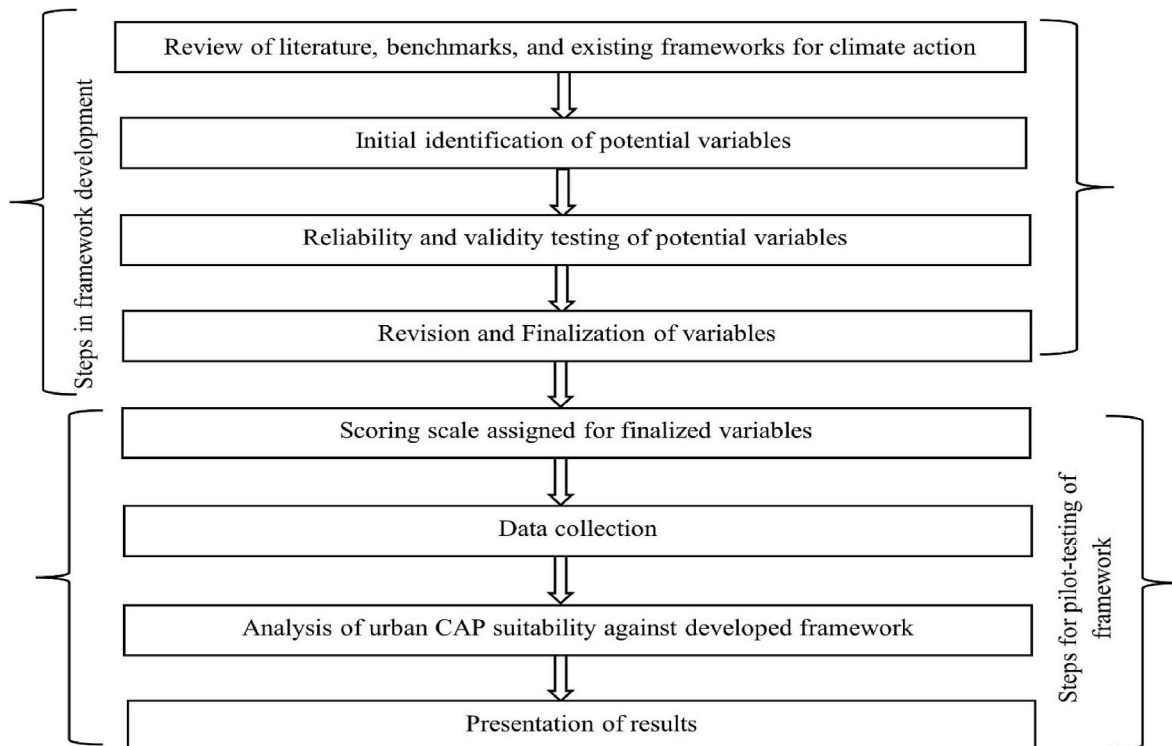 Review of literature, benchmarks, and existing frameworks for climate action
Initial identification of potential variables
Reliability and validity testing of potential variables
Revision and Finalization of variables
Steps in framework development
Scoring scale assigned for finalized variables
Data collection
Analysis of urban CAP suitability against developed framework
Presentation of results
Steps for pilot-testing of
framework